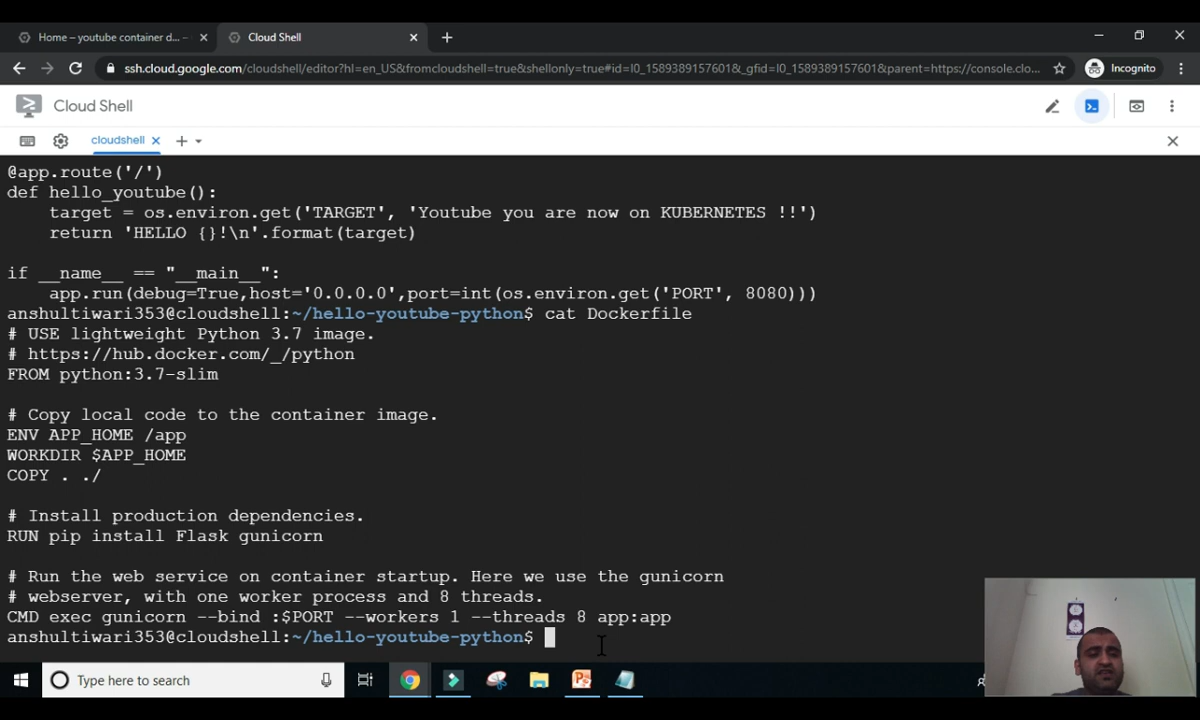 Home – youtube container d... –
Cloud Shell
ssh.cloud.google.com/cloudshell/editor?hl=en_US&fromcloudshell=true&shellonly=true#id=I0_1589389157601&_gfid=I0_1589389157601&parent=https://console.clo...
Incognito
Cloud Shell
cloudshell
@app.route('/')
def hello_youtube():
    target = os.environ.get('TARGET', 'Youtube you are now on KUBERNETES !!')
    return 'HELLO {}!\n'.format(target)
if __name__ == "__main__":
    app.run(debug=True,host='0.0.0.0',port=int(os.environ.get('PORT', 8080)))
anshultiwari353@cloudshell:~/hello-youtube-python$ cat Dockerfile
# USE lightweight Python 3.7 image.
# https://hub.docker.com/_/python
FROM python:3.7-slim
# Copy local code to the container image.
ENV APP_HOME /app
WORKDIR $APP_HOME
COPY . ./
# Install production dependencies.
RUN pip install Flask gunicorn
# Run the web service on container startup. Here we use the gunicorn
# webserver, with one worker process and 8 threads.
CMD exec gunicorn --bind :$PORT --workers 1 --threads 8 app:app
anshultiwari353@cloudshell:~/hello-youtube-python$
Type here to search